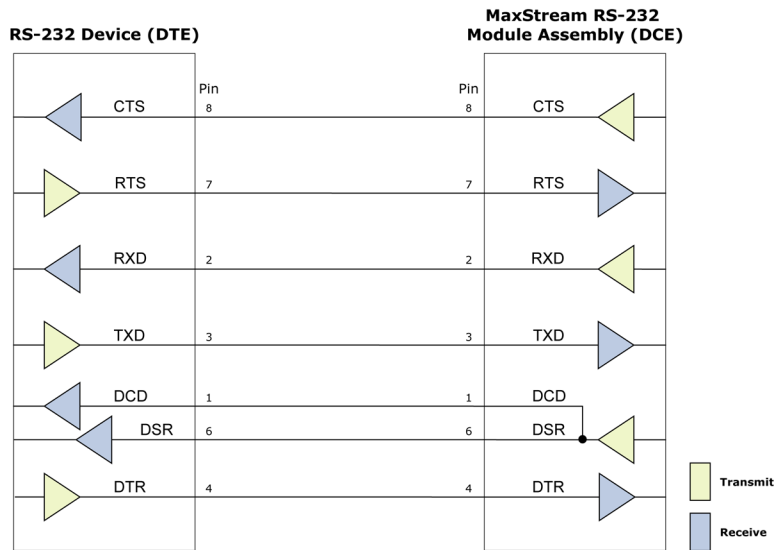 MaxStream RS-232
RS-232 Device (DTE) Module Assembly (DCE)
Pin Pin
CTS 8 8 CTS
RTS 7 7 RTS
RXD 2 2 RXD
TXD 3 3 TXD
DCD 1 1 DCD
DSR 6 6 DSR
DTR 4 4 DTR
Transmit
Receive